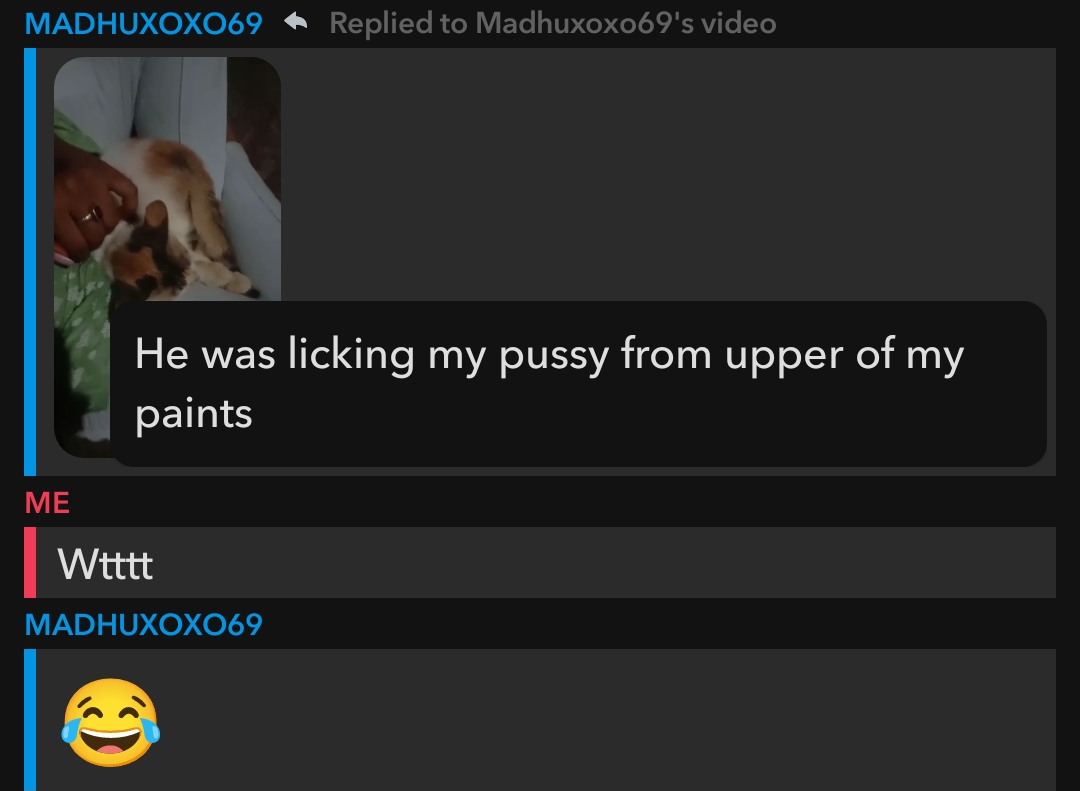 MADHUXOXO69 Replied to Madhuxoxo69's video
He was licking my pussy from upper of my
paints
ME
Wtttt
MADHUXOXO69
😂